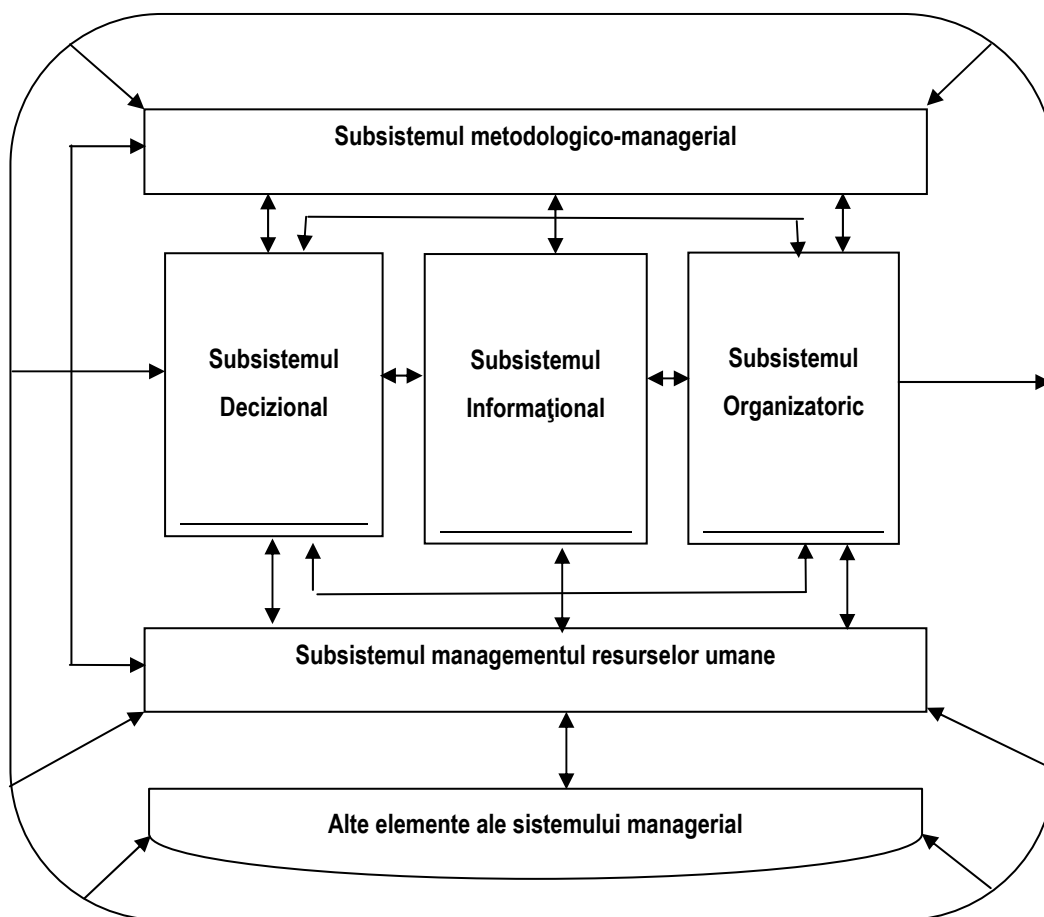 Subsistemul metodologico-managerial
Subsistemul
Decizional
Subsistemul
Informaţional
Subsistemul
Organizatoric
Subsistemul managementul resurselor umane
Alte elemente ale sistemului managerial